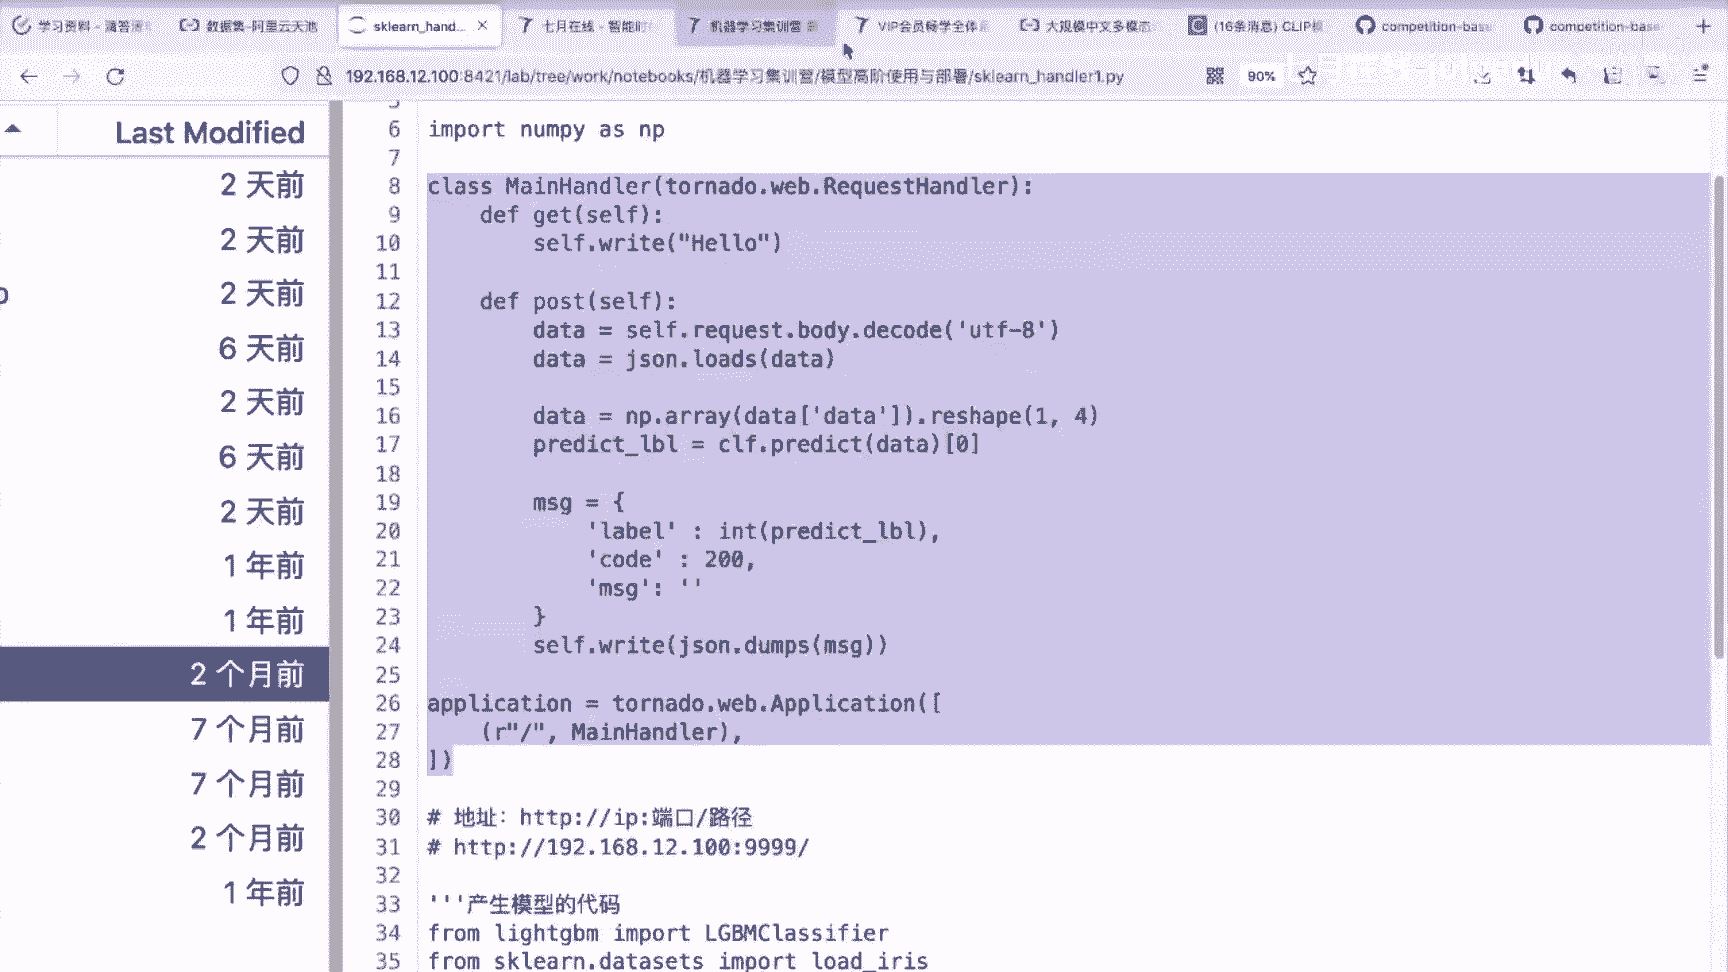 学习资料 - 滴答清单
数据集-阿里云天池
sklearn_hand...
七月在线 - 智能时代
机器学习集训营
VIP会员畅学全体
大规模中文多模态
(16条消息) CLIP
competition-base
competition-base
192.168.12.100:8421/lab/tree/work/notebooks/机器学习集训营/模型高阶使用与部署/sklearn_handler1.py
90%
Last Modified
2 天前
2 天前
2 天前
6 天前
2 天前
6 天前
2 天前
1 年前
1 年前
2 个月前
7 个月前
7 个月前
2 个月前
1 年前
5
6 import numpy as np
7
8 class MainHandler(tornado.web.RequestHandler):
9 def get(self):
10 self.write("Hello")
11
12 def post(self):
13 data = self.request.body.decode('utf-8')
14 data = json.loads(data)
15
16 data = np.array(data['data']).reshape(1, 4)
17 predict_lbl = clf.predict(data)[0]
18
19 msg = {
20 'label' : int(predict_lbl),
21 'code' : 200,
22 'msg': ''
23 }
24 self.write(json.dumps(msg))
25
26 application = tornado.web.Application([
27 (r"/", MainHandler),
28 ])
29
30 # 地址：http://ip:端口/路径
31 # http://192.168.12.100:9999/
32
33 '''产生模型的代码
34 from lightgbm import LGBMClassifier
35 from sklearn.datasets import load_iris